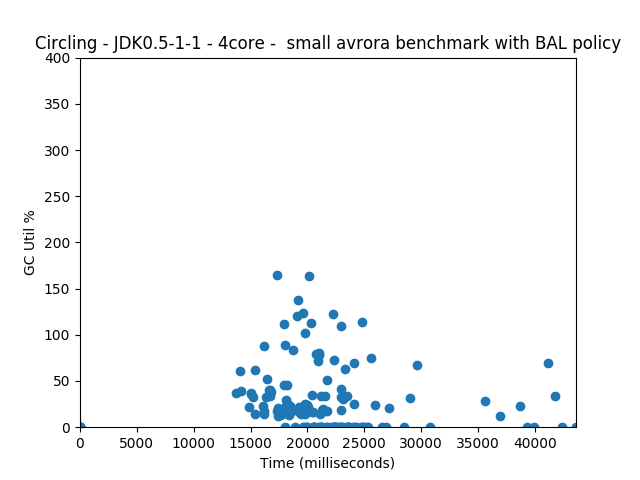 Circling - JDK0.5-1-1 - 4core -  small avrora benchmark with BAL policy
400
350
300
250
200
150
100
50
0
GC Util %
0 5000 10000 15000 20000 25000 30000 35000 40000
Time (milliseconds)